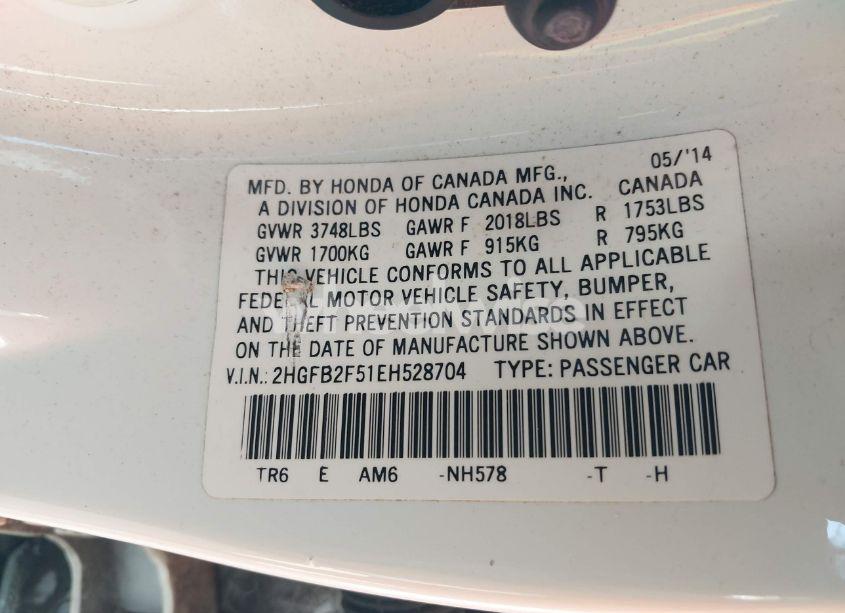 05/'14
MFD. BY HONDA OF CANADA MFG.,
A DIVISION OF HONDA CANADA INC. CANADA
GVWR 3748LBS GAWR F 2018LBS R 1753LBS
GVWR 1700KG GAWR F 915KG R 795KG
THIS VEHICLE CONFORMS TO ALL APPLICABLE
FEDERAL MOTOR VEHICLE SAFETY, BUMPER,
AND THEFT PREVENTION STANDARDS IN EFFECT
ON THE DATE OF MANUFACTURE SHOWN ABOVE.
V.I.N.: 2HGFB2F51EH528704 TYPE: PASSENGER CAR
TR6 E AM6 -NH578 -T -H